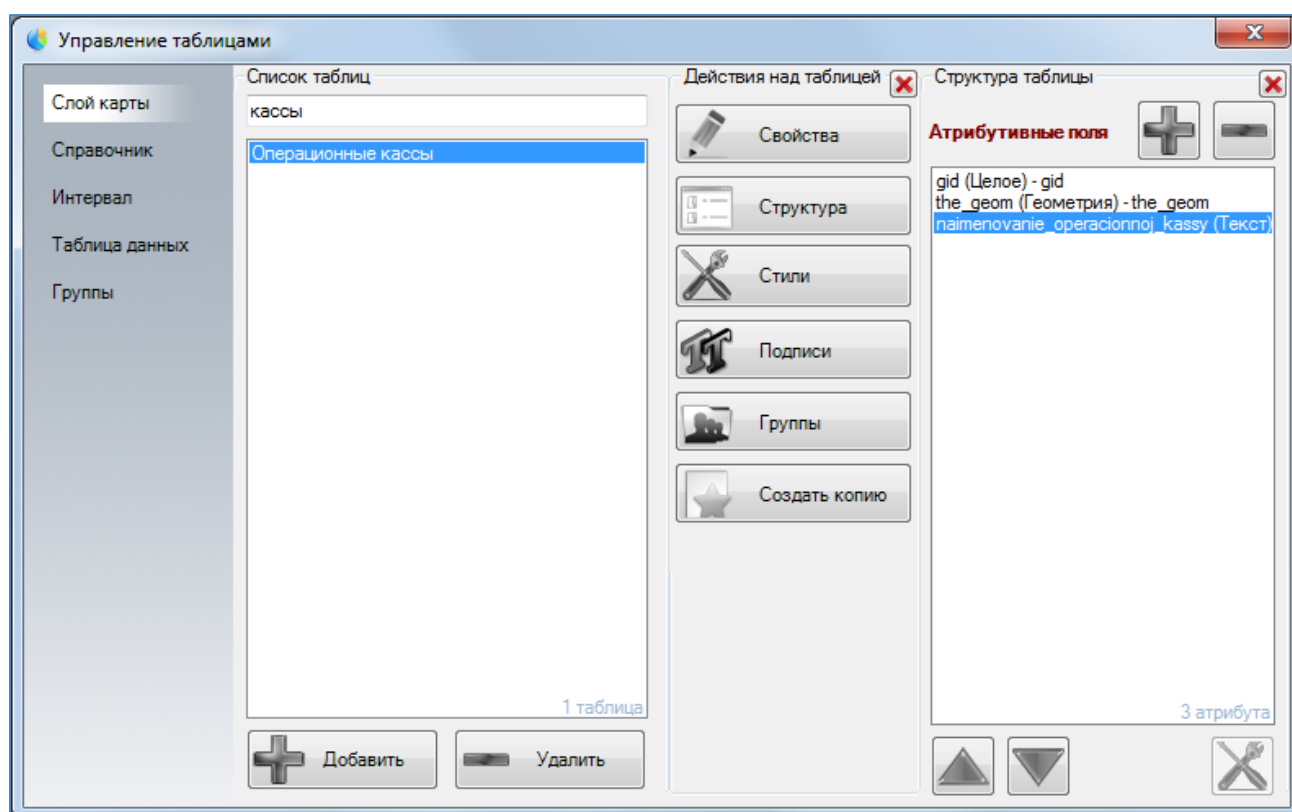 Управление таблицами
Слой карты
Справочник
Интервал
Таблица данных
Группы
Список таблиц
кассы
Операционные кассы
1 таблица
Добавить
Удалить
Действия над таблицей
Свойства
Структура
Стили
Подписи
Группы
Создать копию
Структура таблицы
Атрибутивные поля
gid (Целое) - gid
the_geom (Геометрия) - the_geom
naimenovanie_operacionnoj_kassy (Текст)
3 атрибута